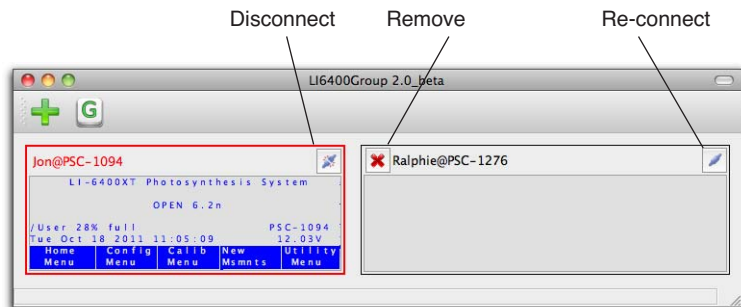 Disconnect Remove Re-connect
LI6400Group 2.0_beta
G
Jon@PSC-1094
Ralphie@PSC-1276
LI-6400XT Photosynthesis System
OPEN 6.2n
/User 28% full PSC-1094
Tue Oct 18 2011 11:05:09 12.03V
Home Config Calib New Utility
Menu Menu Menu Msmnts Menu